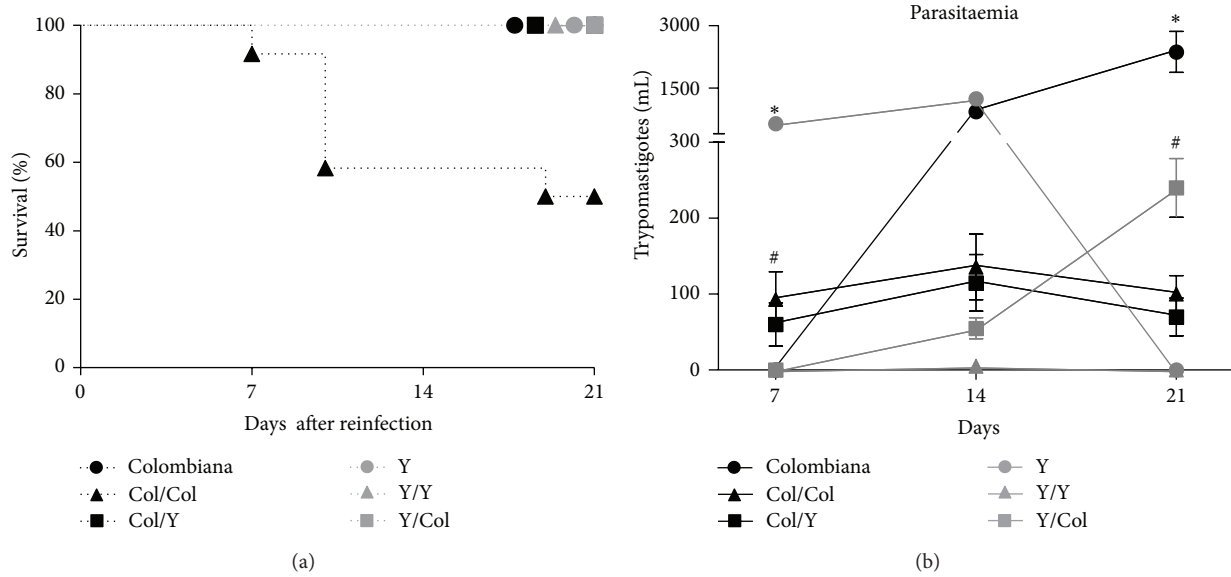 100
80
60
40
20
0
Survival (%)
0 7 14 21
Days after reinfection
Colombiana
Col/Col
Col/Y
Y
Y/Y
Y/Col
(a)
Parasitaemia
3000
1500
300
200
100
0
Trypomastigotes (mL)
*
#
*
#
7 14 21
Days
Colombiana
Col/Col
Col/Y
Y
Y/Y
Y/Col
(b)